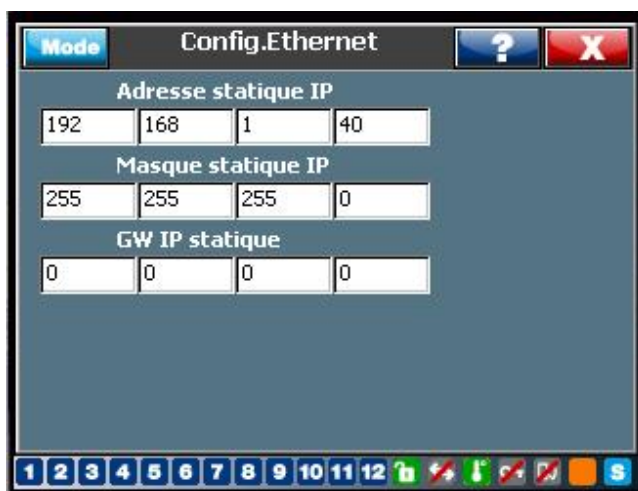 Mode Config.Ethernet ? X
Adresse statique IP
192 168 1 40
Masque statique IP
255 255 255 0
GW IP statique
0 0 0 0
1 2 3 4 5 6 7 8 9 10 11 12 S